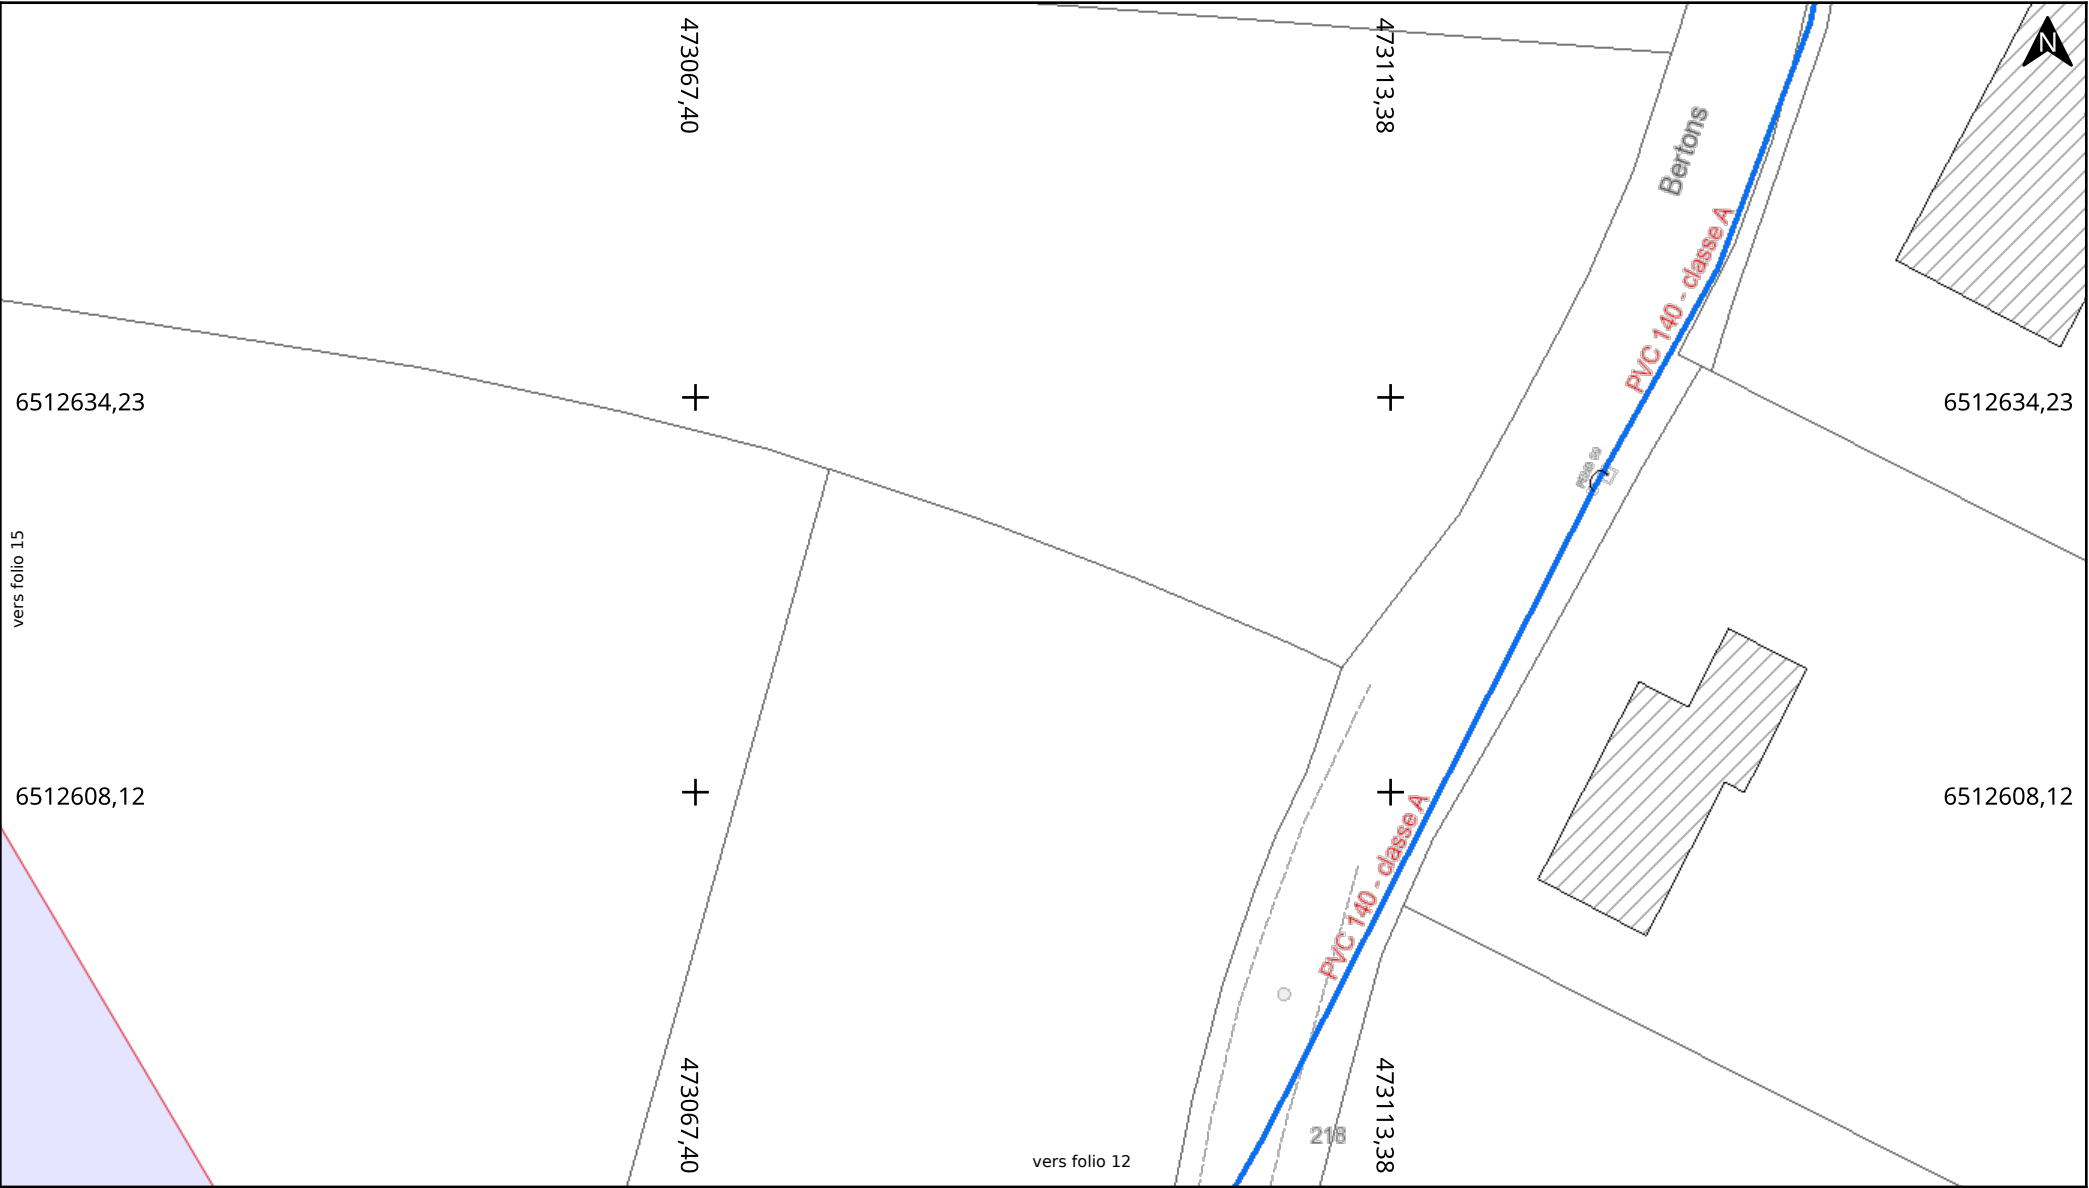 473067,40
473113,38
N
Bertons
PVC 140 - classe A
6512634,23
6512634,23
vers folio 15
6512608,12
6512608,12
PVC 140 - classe A
473067,40
473113,38
218
vers folio 12